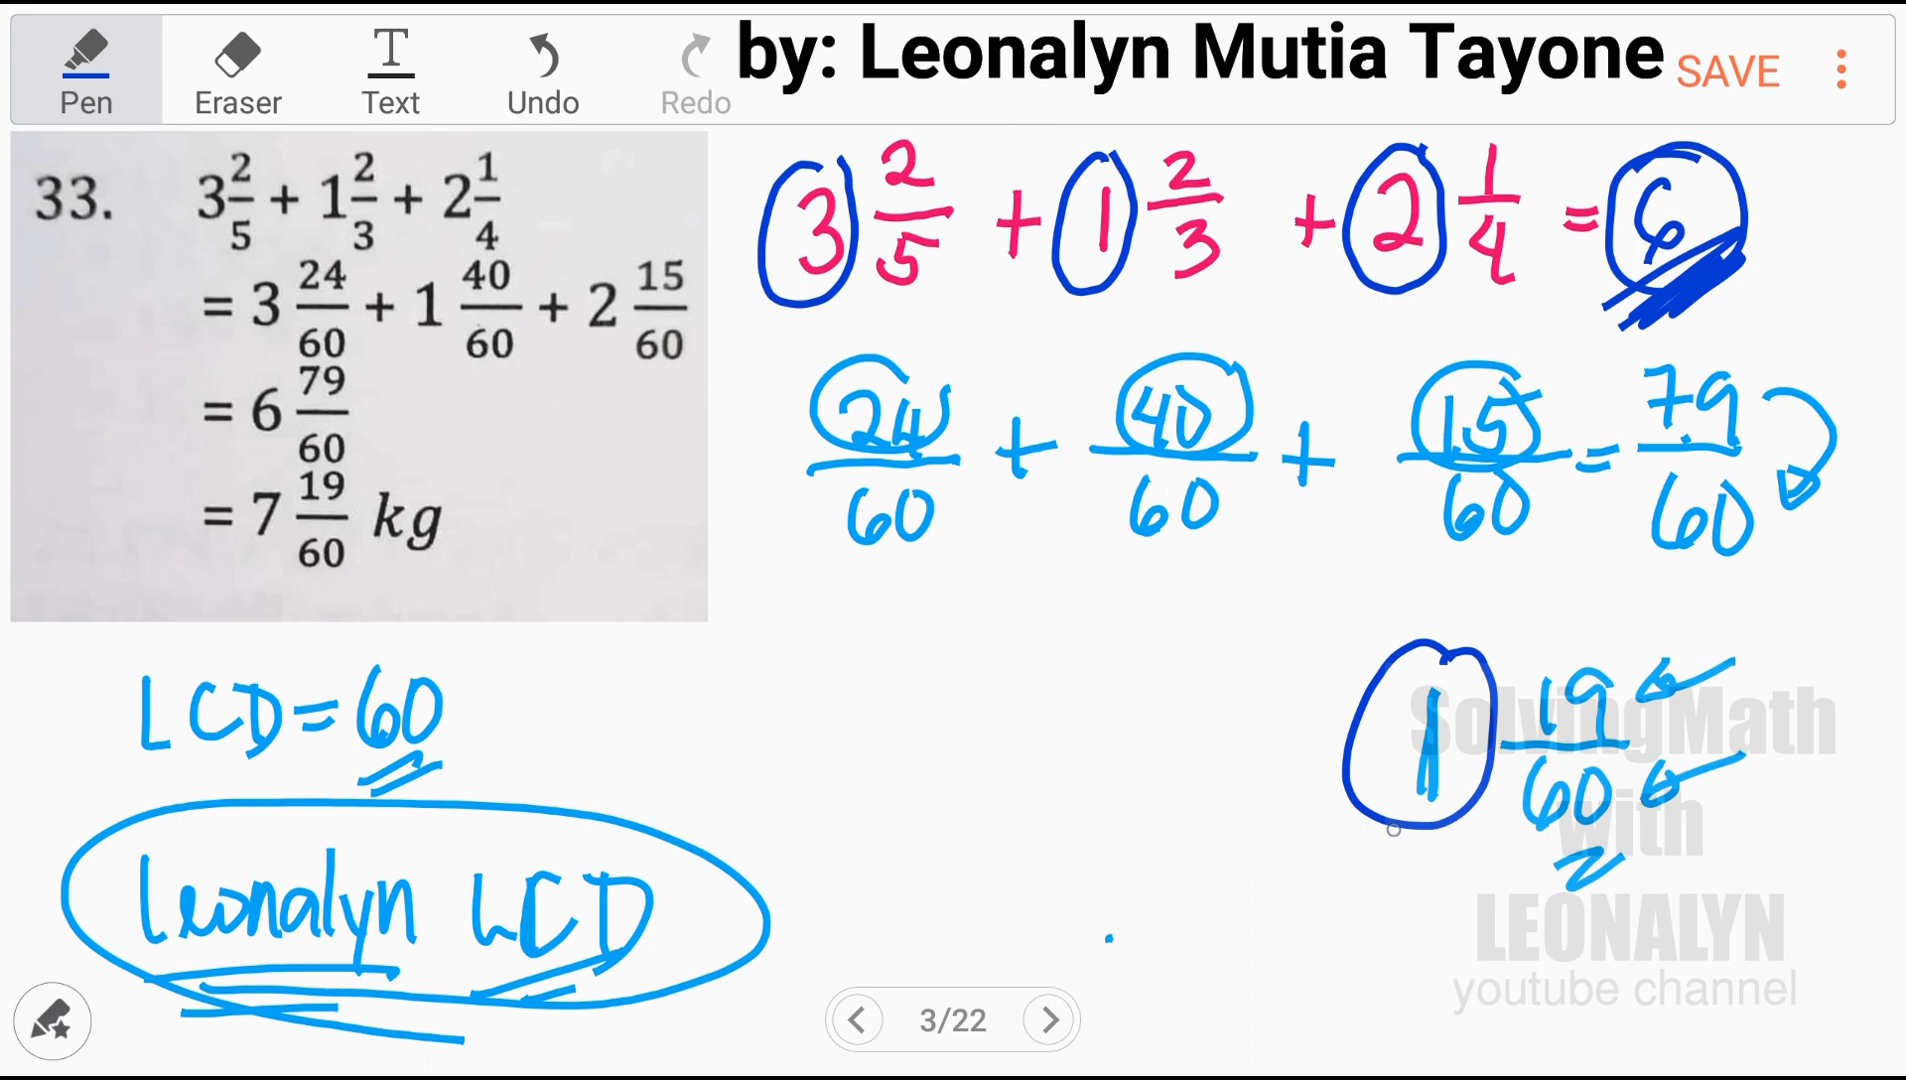 by: Leonalyn Mutia Tayone
Pen Eraser Text Undo Redo SAVE
33. 3 2/5 + 1 2/3 + 2 1/4
= 3 24/60 + 1 40/60 + 2 15/60
= 6 79/60
= 7 19/60 kg
3 2/5 + 1 2/3 + 2 1/4 = 6
24/60 + 40/60 + 15/60 = 79/60
1 19/60
LCD = 60
Leonalyn LCD
SolvingMath
with
LEONALYN
youtube channel
3/22